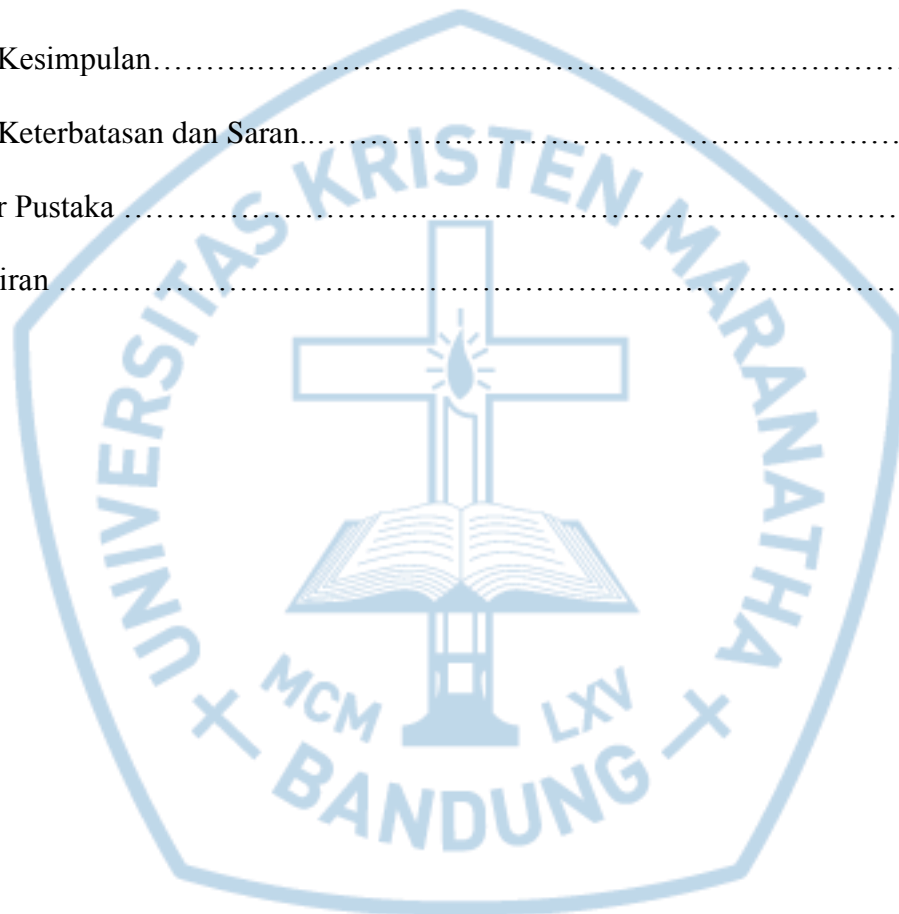 Kesimpulan……….………………………………………………………………….
Keterbatasan dan Saran..…………………………………………………….
r Pustaka ……………………….…………………………………………….
iran …………………………….……………………………………………….
UNIVERSITAS KRISTEN MARANATHA
MCM LXV
BANDUNG